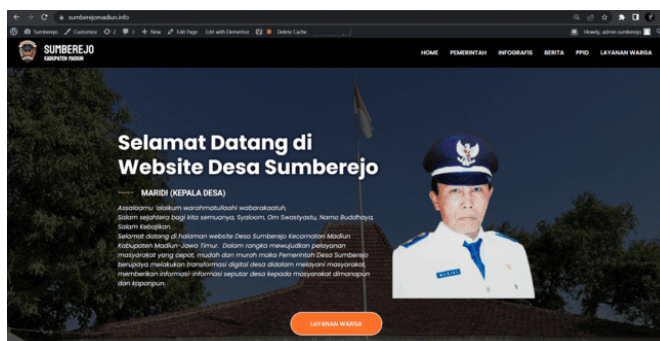 sumberejomadiun.info
Sumberejo Customize 2 New Edit Page Edit with Elementor Delete Cache Howdy, admin sumberejo
SUMBEREJO
KABUPATEN MADIUN
HOME PEMERINTAH INFOGRAFIS BERITA PPID LAYANAN WARGA
Selamat Datang di
Website Desa Sumberejo
MARIDI (KEPALA DESA)
Assalaamu 'alaikum warahmatullaahi wabarakaatuh,
Salam sejahtera bagi kita semuanya, Syaloom, Om Swastyastu, Namo Buddhaya,
Salam Kebajikan.
Selamat datang di halaman website Desa Sumberejo Kecamatan Madiun
Kabupaten Madiun-Jawa Timur. Dalam rangka mewujudkan pelayanan
masyarakat yang cepat, mudah dan murah maka Pemerintah Desa Sumberejo
berupaya melakukan transformasi digital desa didalam melayani masyarakat,
memberikan informasi-informasi seputar desa kepada masyarakat dimanapun
dan kapanpun.
MARIDI
LAYANAN WARGA